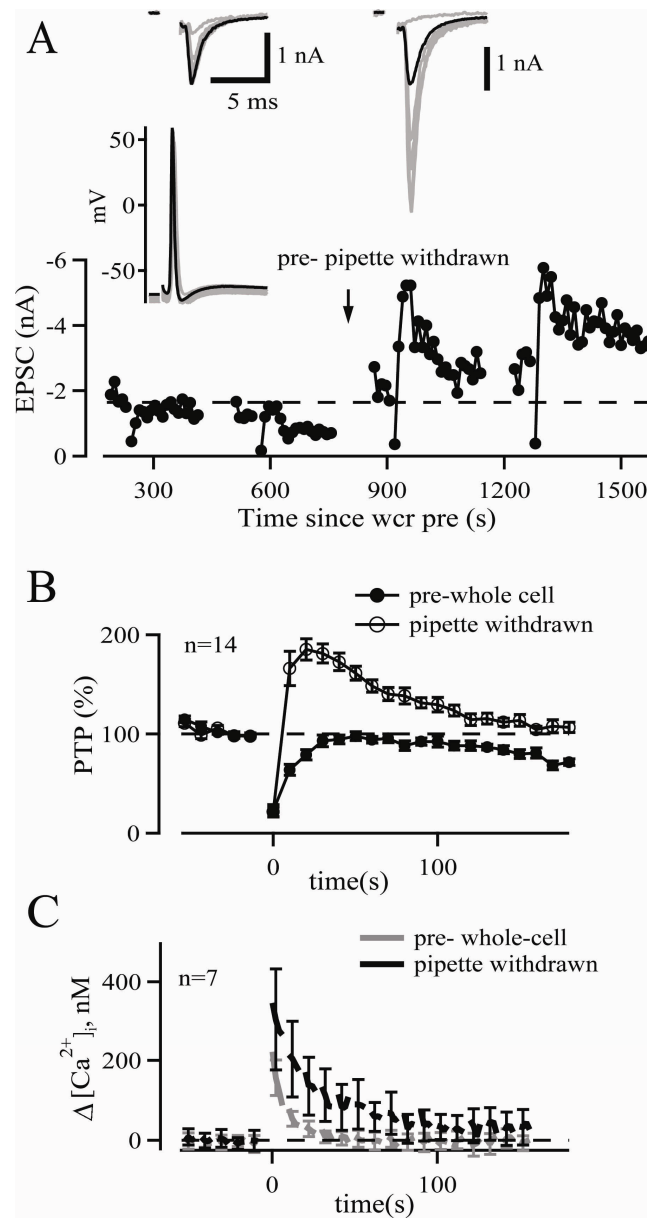 A
1 nA
5 ms
1 nA
50
0
-50
mV
pre- pipette withdrawn
-6
-4
-2
0
EPSC (nA)
300
600
900
1200
1500
Time since wcr pre (s)
B
pre-whole cell
pipette withdrawn
n=14
200
100
0
PTP (%)
0
100
time(s)
C
pre- whole-cell
pipette withdrawn
n=7
400
200
0
Δ [Ca²⁺]ᵢ, nM
0
100
time(s)